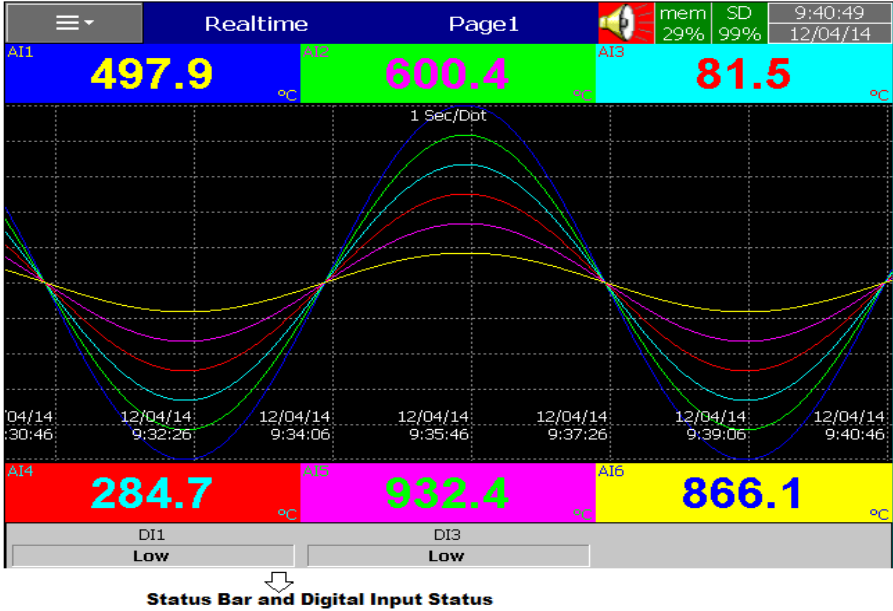 Realtime Page1 mem SD 9:40:49
29% 99% 12/04/14
AI1 AI2 AI3
497.9 °C 600.4 °C 81.5 °C
1 Sec/Dot
'04/14 12/04/14 12/04/14 12/04/14 12/04/14 12/04/14 12/04/14
:30:46 9:32:26 9:34:06 9:35:46 9:37:26 9:39:06 9:40:46
AI4 AI5 AI6
284.7 °C 932.4 °C 866.1 °C
DI1 DI3
Low Low
Status Bar and Digital Input Status